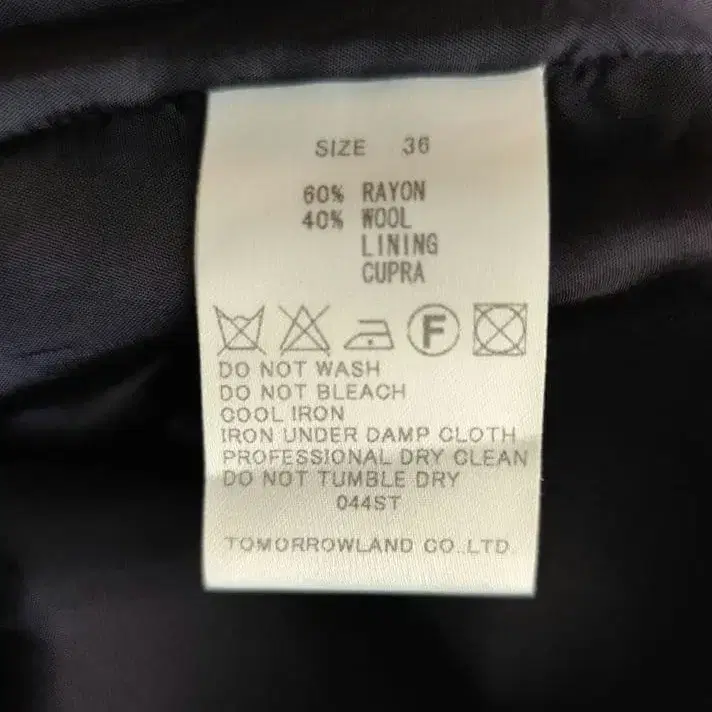 SIZE 36
60% RAYON
40% WOOL
LINING
CUPRA
F
DO NOT WASH
DO NOT BLEACH
COOL IRON
IRON UNDER DAMP CLOTH
PROFESSIONAL DRY CLEAN
DO NOT TUMBLE DRY
044ST
TOMORROWLAND CO.,LTD